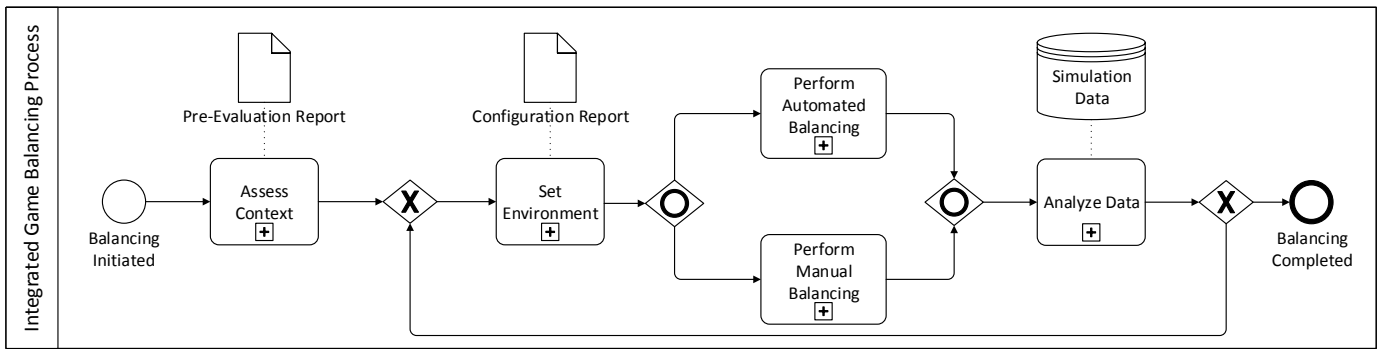 Integrated Game Balancing Process
Pre-Evaluation Report
Configuration Report
Perform
Automated
Balancing
Simulation
Data
Balancing
Initiated
Assess
Context
X
Set
Environment
Perform
Manual
Balancing
Analyze Data
X
Balancing
Completed